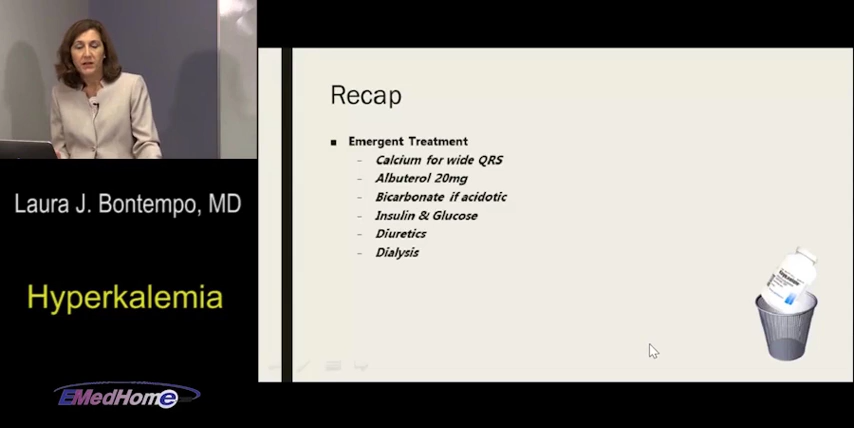 Laura J. Bontempo, MD
Hyperkalemia
EMedHome
Recap
■ Emergent Treatment
– Calcium for wide QRS
– Albuterol 20mg
– Bicarbonate if acidotic
– Insulin & Glucose
– Diuretics
– Dialysis